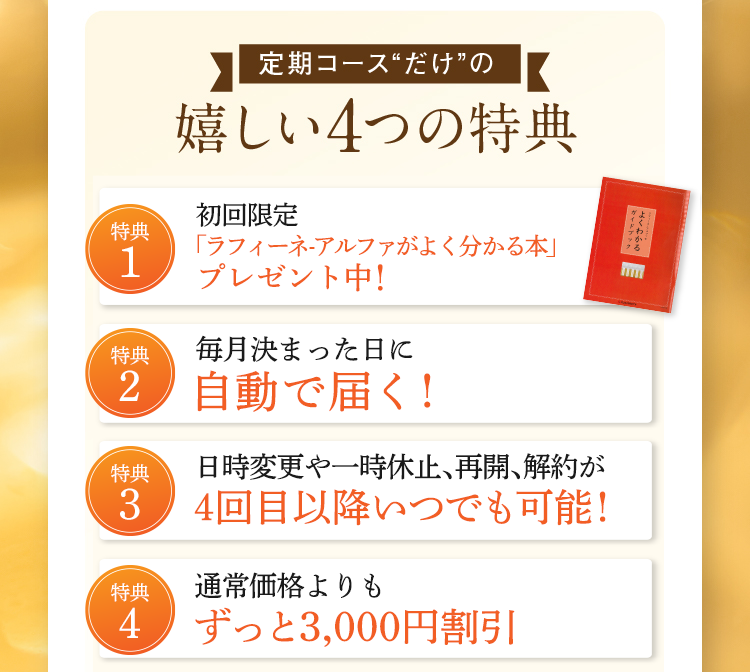 定期コース“だけ”の
嬉しい4つの特典
特典
1
初回限定
「ラフィーネ-アルファがよく分かる本」
プレゼント中！
よくわかる
ガイドブック
特典
2
毎月決まった日に
自動で届く！
特典
3
日時変更や一時休止、再開、解約が
4回目以降いつでも可能！
特典
4
通常価格よりも
ずっと3,000円割引